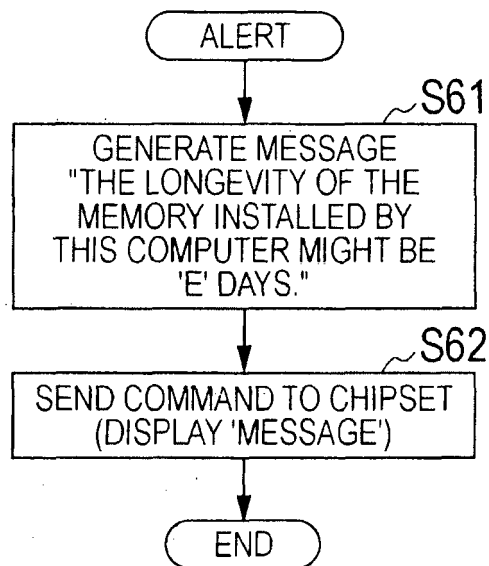 ALERT
S61
GENERATE MESSAGE
"THE LONGEVITY OF THE
MEMORY INSTALLED BY
THIS COMPUTER MIGHT BE
'E' DAYS."
S62
SEND COMMAND TO CHIPSET
(DISPLAY 'MESSAGE')
END